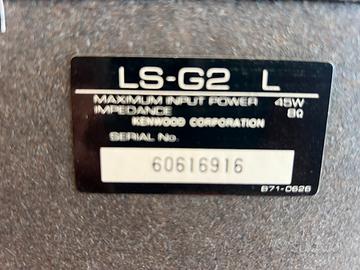 LS-G2 L
MAXIMUM INPUT POWER 45W
IMPEDANCE 8Ω
KENWOOD CORPORATION
SERIAL No.
60616916
B71-0626